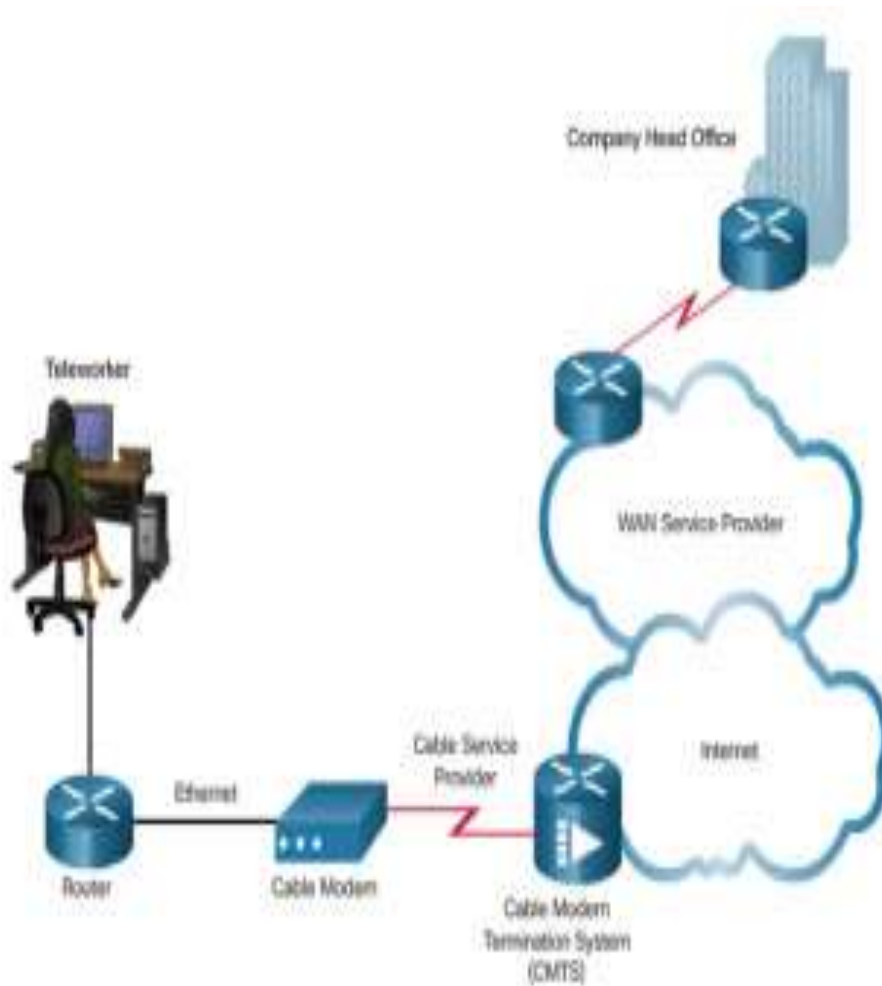 Company Head Office
Teleworker
WAN Service Provider
Internet
Cable Service
Provider
Ethernet
Router
Cable Modem
Cable Modem
Termination System
(CMTS)